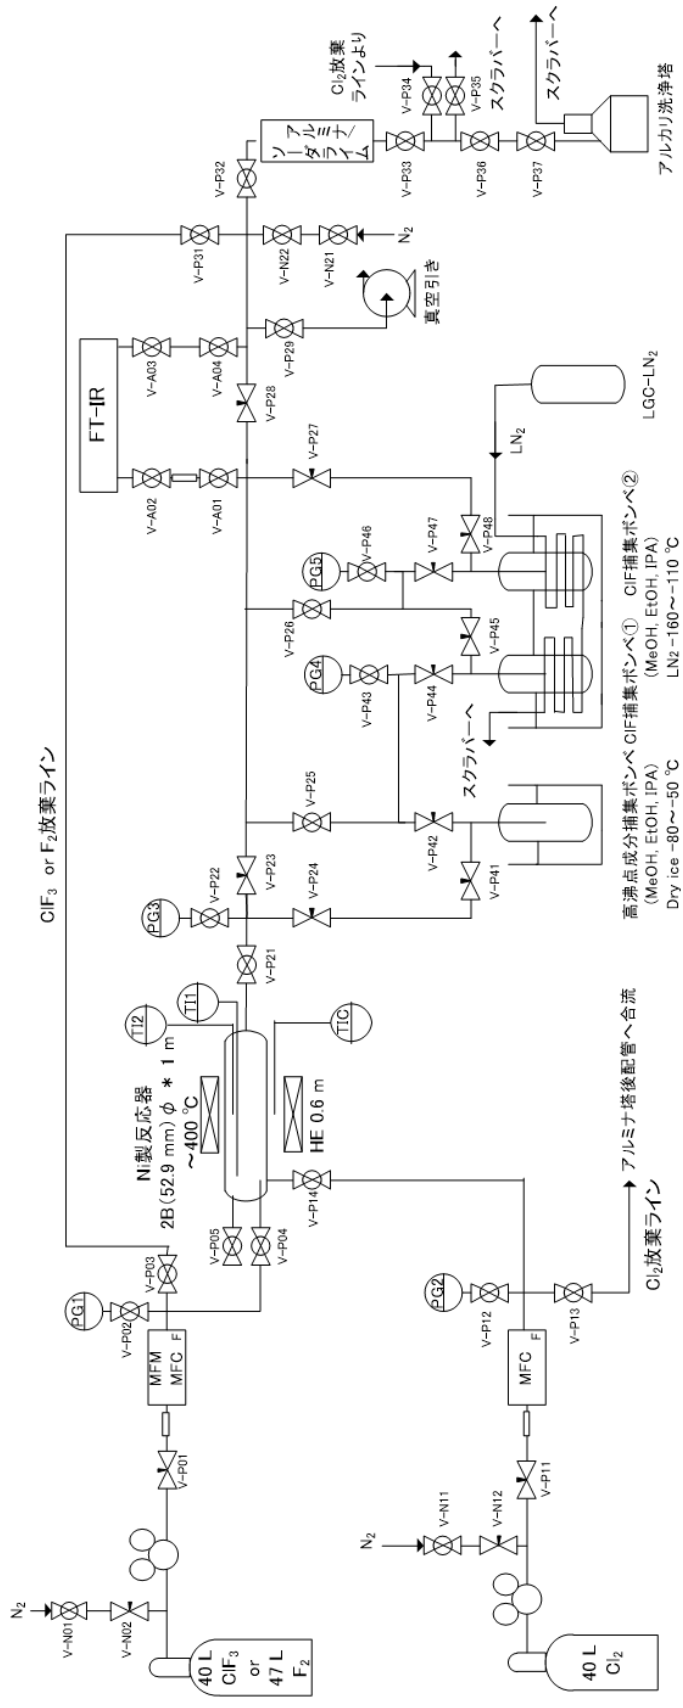 N₂
V-N01
V-N02
40 L
ClF₃
or
47 L
F₂
V-P01
MFM
MFC
F
PG1
V-P02
V-P03
ClF₃ or F₂放棄ライン
V-P05
V-P04
Ni製反応器
2B(52.9 mm)φ * 1 m
~400 ℃
HE 0.6 m
TI2
TI1
TIC
V-P14
N₂
V-N11
V-N12
40 L
Cl₂
V-P11
MFC
F
PG2
V-P12
V-P13
アルミナ塔後配管へ合流
Cl₂放棄ライン
V-P21
PG3
V-P22
V-P23
V-P24
V-P25
V-P41
V-P42
スクラバーへ
PG4
V-P43
V-P44
V-P45
V-P26
PG5
V-P46
V-P47
V-P48
V-P27
高沸点成分捕集ボンベ
(MeOH, EtOH, IPA)
Dry ice -80~-50 ℃
ClF捕集ボンベ①
ClF捕集ボンベ②
(MeOH, EtOH, IPA)
LN₂ -160~-110 ℃
LN₂
LGC-LN₂
FT-IR
V-A02
V-A01
V-A03
V-A04
V-P28
V-P29
真空引き
V-P31
V-N22
V-N21
N₂
V-P32
アルミナ/
ソーダライム
V-P33
Cl₂放棄
ラインより
V-P34
V-P35
スクラバーへ
V-P36
V-P37
スクラバーへ
アルカリ洗浄塔